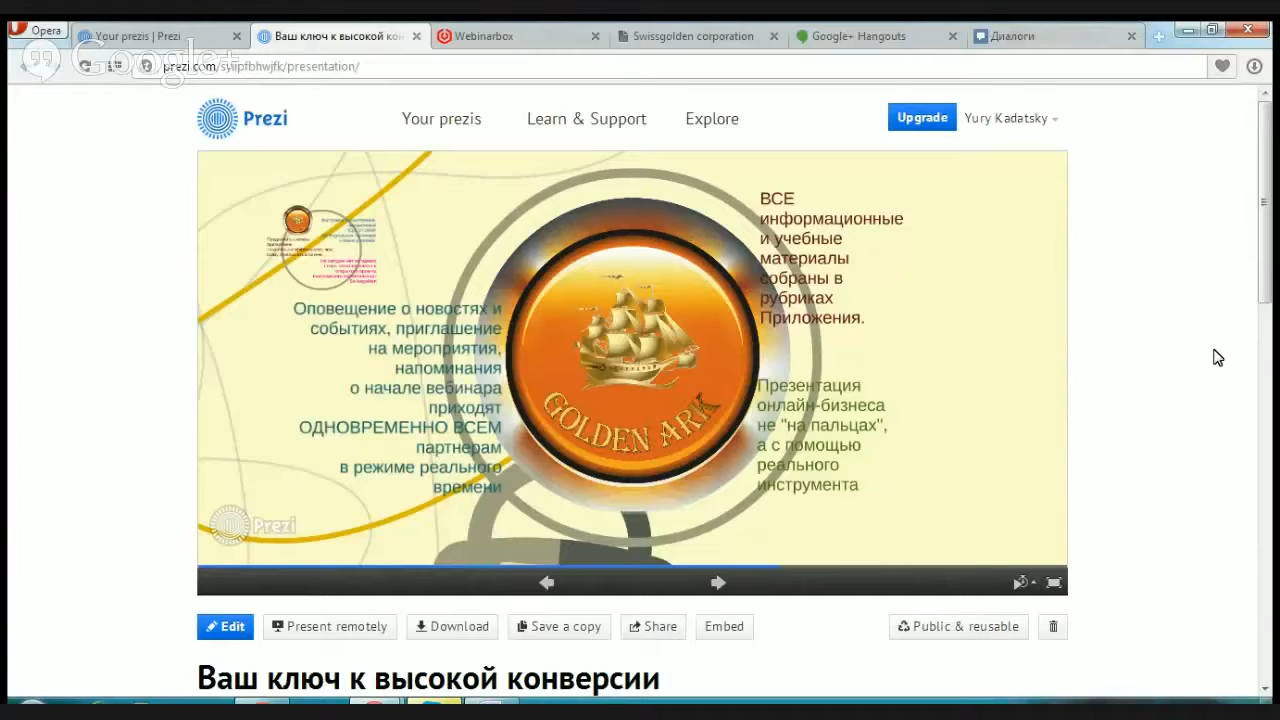 Opera
Your prezis | Prezi
Ваш ключ к высокой кон
Webinarbox
Swissgolden corporation
Google+ Hangouts
Диалоги
Google+
prezi.com/syiipfbhwjfk/presentation/
Prezi
Your prezis
Learn & Support
Explore
Upgrade
Yury Kadatsky
Оповещение о новостях и
событиях, приглашение
на мероприятия,
напоминания
о начале вебинара
приходят
ОДНОВРЕМЕННО ВСЕМ
партнерам
в режиме реального
времени
GOLDEN ARK
ВСЕ
информационные
и учебные
материалы
собраны в
рубриках
Приложения.
Презентация
онлайн-бизнеса
не "на пальцах",
а с помощью
реального
инструмента
Prezi
Edit
Present remotely
Download
Save a copy
Share
Embed
Public & reusable
Ваш ключ к высокой конверсии